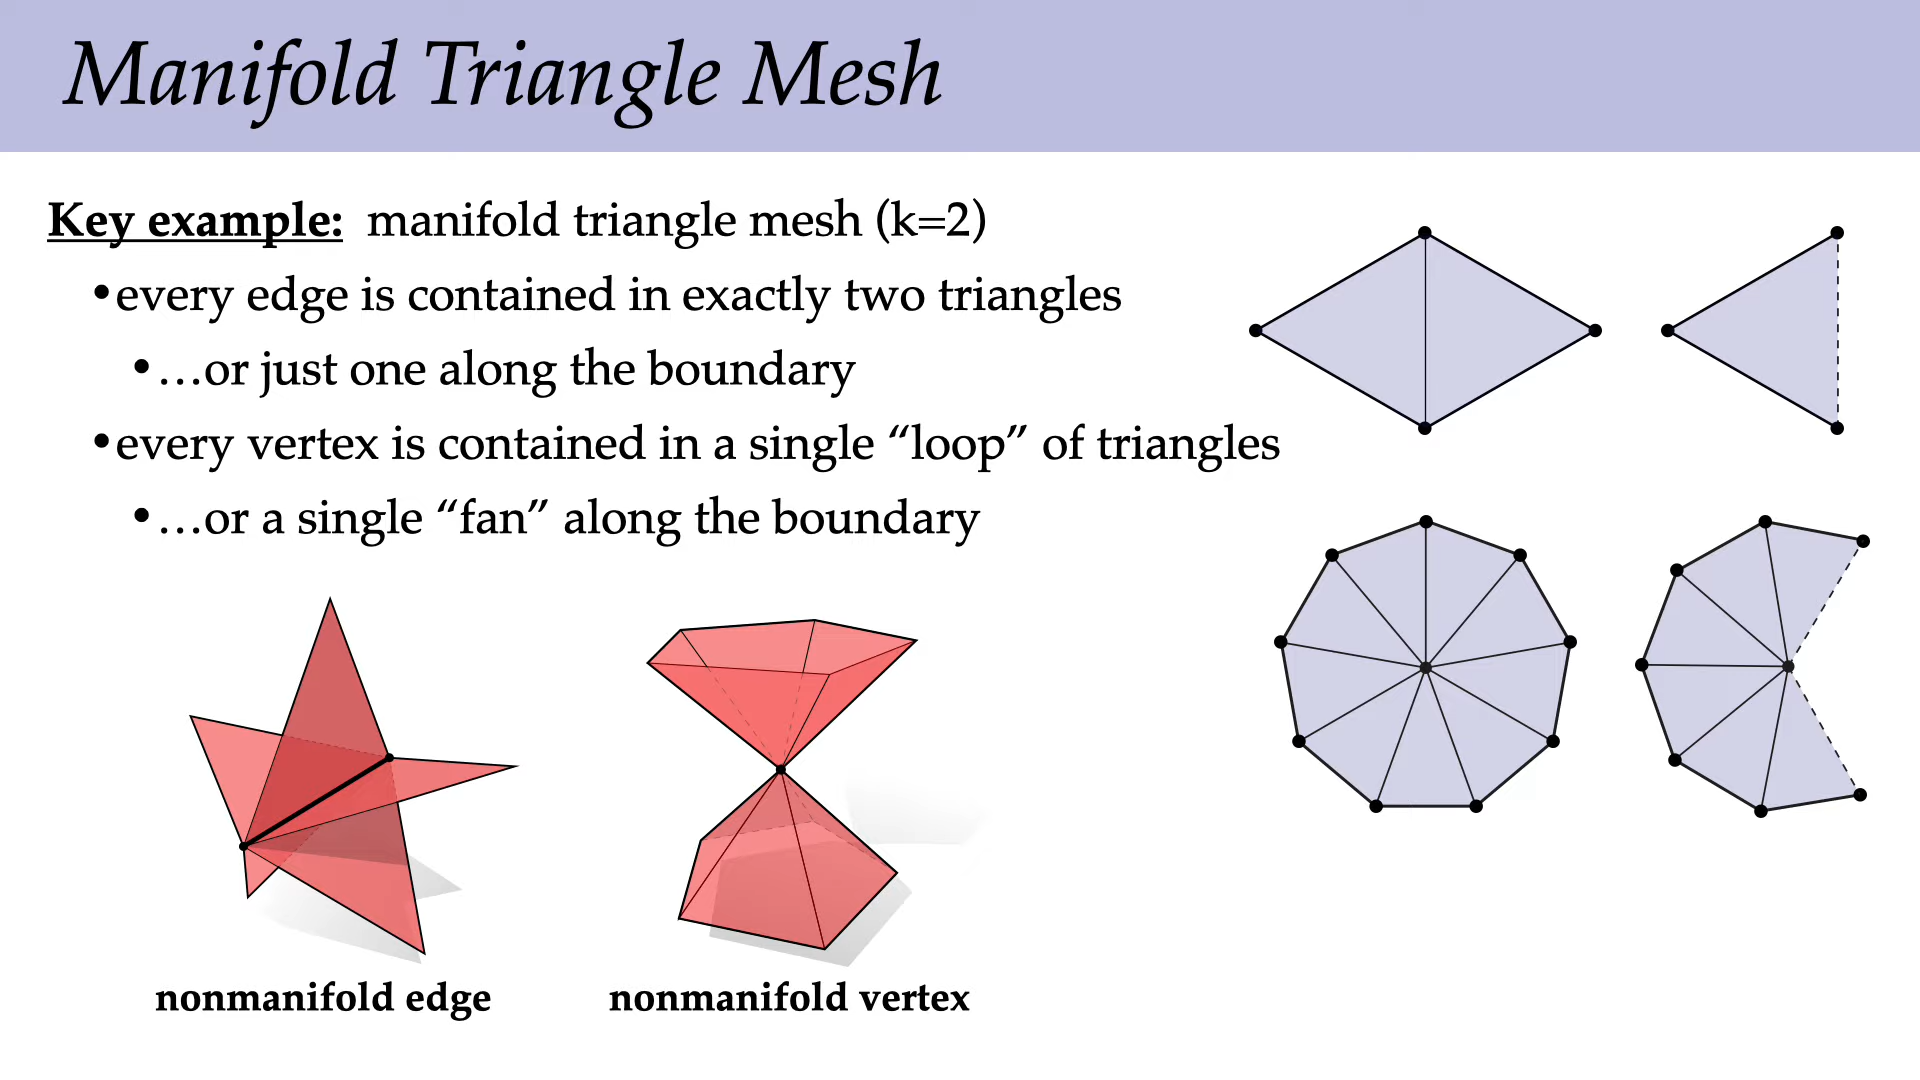 Manifold Triangle Mesh
Key example: manifold triangle mesh (k=2)
•every edge is contained in exactly two triangles
•…or just one along the boundary
•every vertex is contained in a single “loop” of triangles
•…or a single “fan” along the boundary
nonmanifold edge
nonmanifold vertex